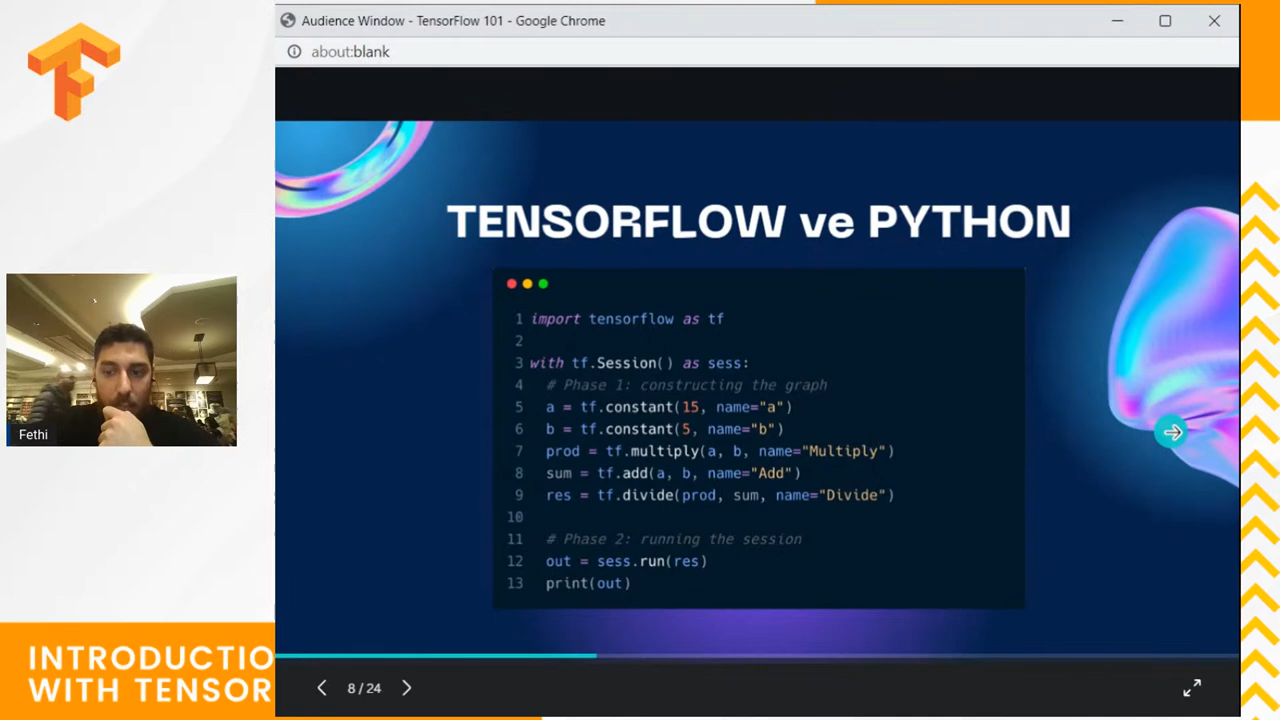 Audience Window - TensorFlow 101 - Google Chrome
about:blank
TENSORFLOW ve PYTHON
1 import tensorflow as tf
2
3 with tf.Session() as sess:
4 # Phase 1: constructing the graph
5 a = tf.constant(15, name="a")
6 b = tf.constant(5, name="b")
7 prod = tf.multiply(a, b, name="Multiply")
8 sum = tf.add(a, b, name="Add")
9 res = tf.divide(prod, sum, name="Divide")
10
11 # Phase 2: running the session
12 out = sess.run(res)
13 print(out)
Fethi
INTRODUCTIO
WITH TENSOR
8 / 24